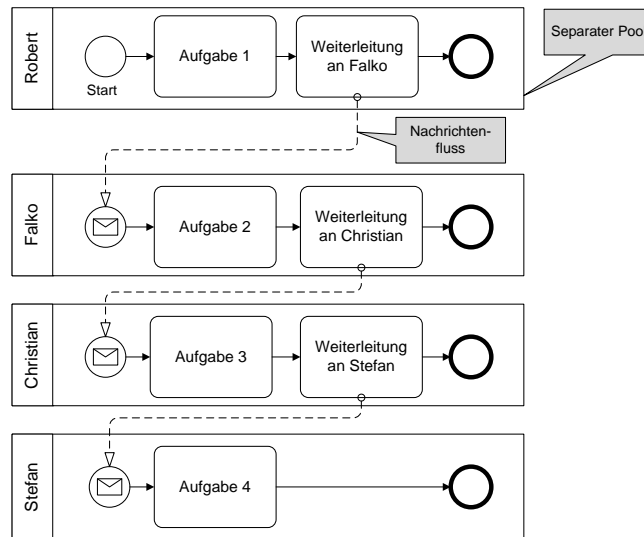 Robert
Start
Aufgabe 1
Weiterleitung
an Falko
Separater Poo
Nachrichten-
fluss
Falko
Aufgabe 2
Weiterleitung
an Christian
Christian
Aufgabe 3
Weiterleitung
an Stefan
Stefan
Aufgabe 4